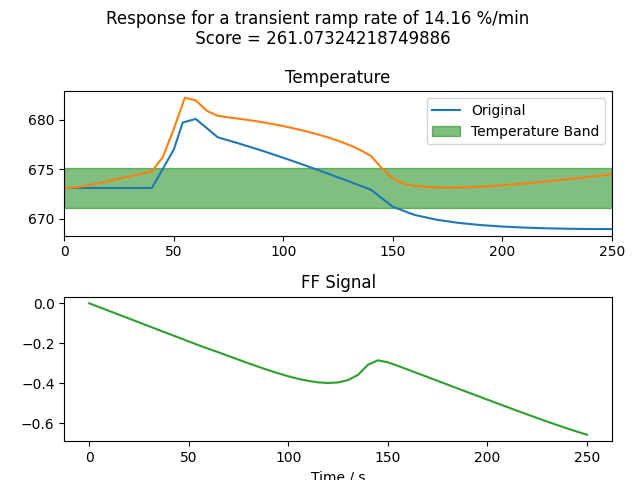 Response for a transient ramp rate of 14.16 %/min
Score = 261.07324218749886
Temperature
680
675
670
Original
Temperature Band
0 50 100 150 200 250
FF Signal
0.0
−0.2
−0.4
−0.6
0 50 100 150 200 250
Time / s